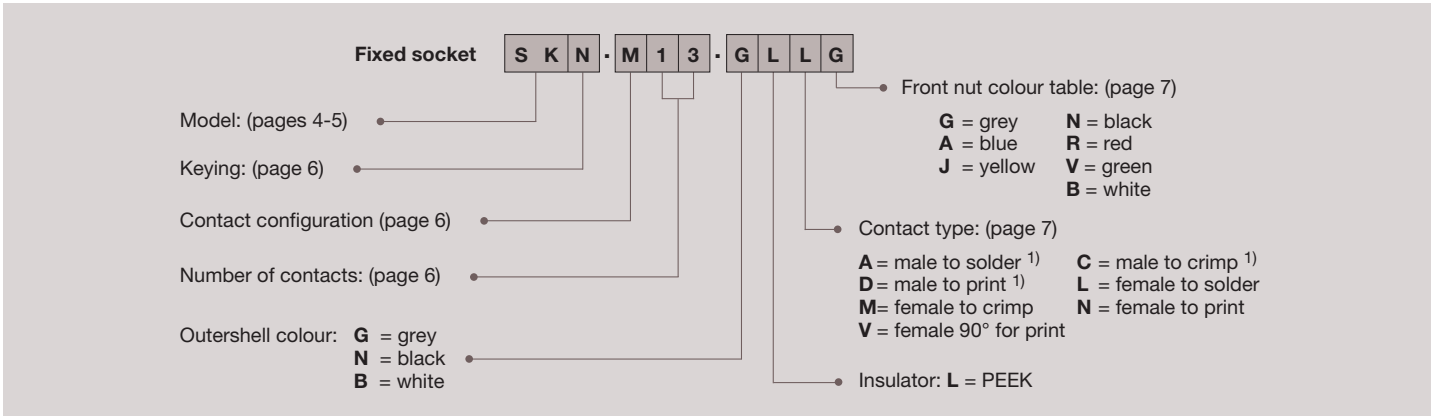 Fixed socket S K N · M 1 3 · G L L G
Model: (pages 4-5)
Keying: (page 6)
Contact configuration (page 6)
Number of contacts: (page 6)
Outershell colour: G = grey
N = black
B = white
Front nut colour table: (page 7)
G = grey N = black
A = blue R = red
J = yellow V = green
B = white
Contact type: (page 7)
A = male to solder 1) C = male to crimp 1)
D = male to print 1) L = female to solder
M= female to crimp N = female to print
V = female 90° for print
Insulator: L = PEEK